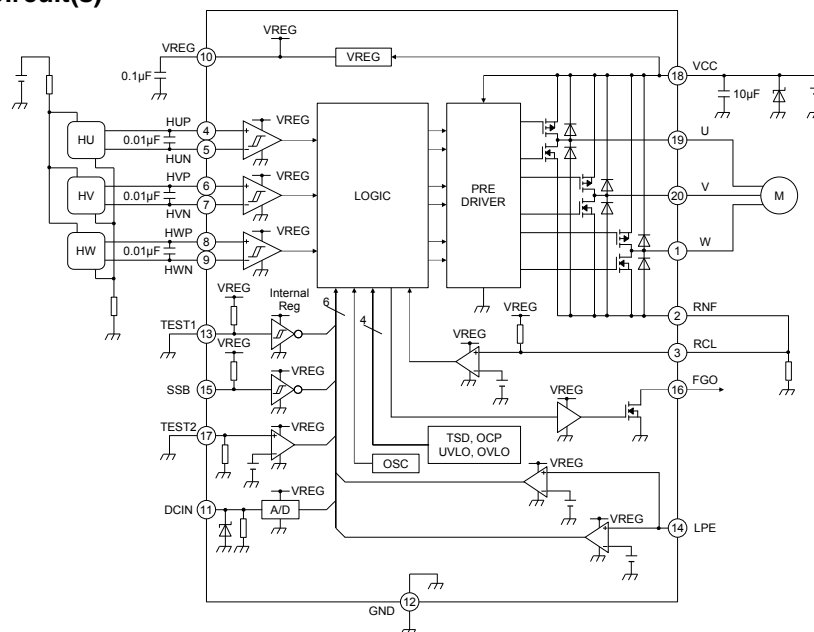 VREG
VREG 10 VREG
0.1µF
18 VCC
10µF
HUP
HU 0.01µF 4 VREG
5
HUN
LOGIC
PRE
DRIVER
19 U
HVP
HV 0.01µF 6 VREG
7
HVN
20 V
M
HWP
HW 0.01µF 8 VREG
9
HWN
1 W
VREG
Internal
Reg
6
4
VREG
2 RNF
TEST1 13
VREG
VREG
3 RCL
SSB 15
VREG
16 FGO
TEST2 17
VREG
TSD, OCP
UVLO, OVLO
OSC
VREG
DCIN 11
VREG
A/D
VREG
14 LPE
GND 12